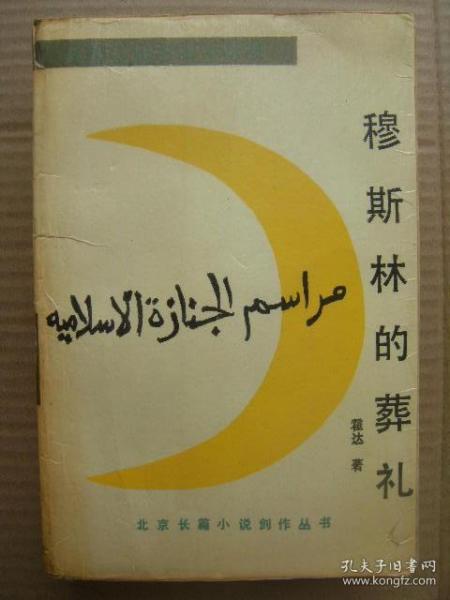 穆斯林的葬礼
霍达 著
مراسم الجنازة الاسلاميه
北京长篇小说创作丛书
孔夫子旧书网
www.kongfz.com